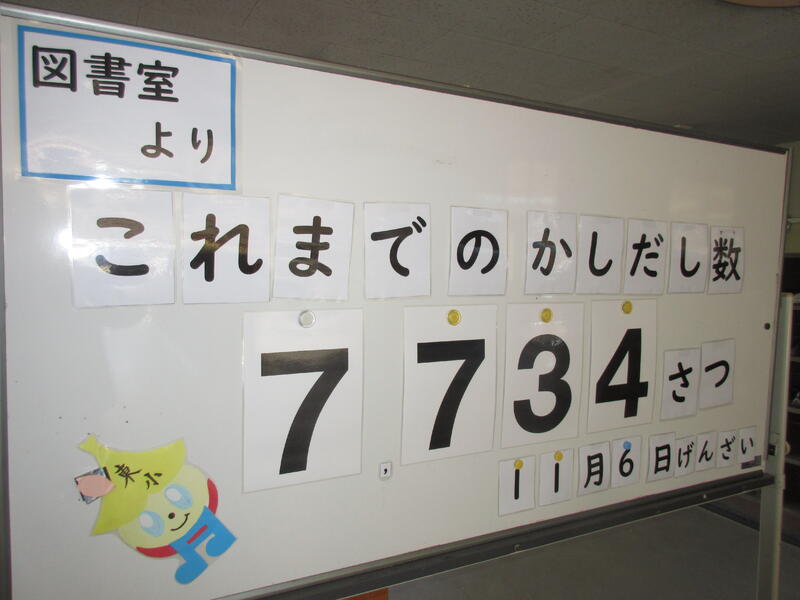 図書室
より
これまでのかしだし数
7,734さつ
11月6日げんざい
東小